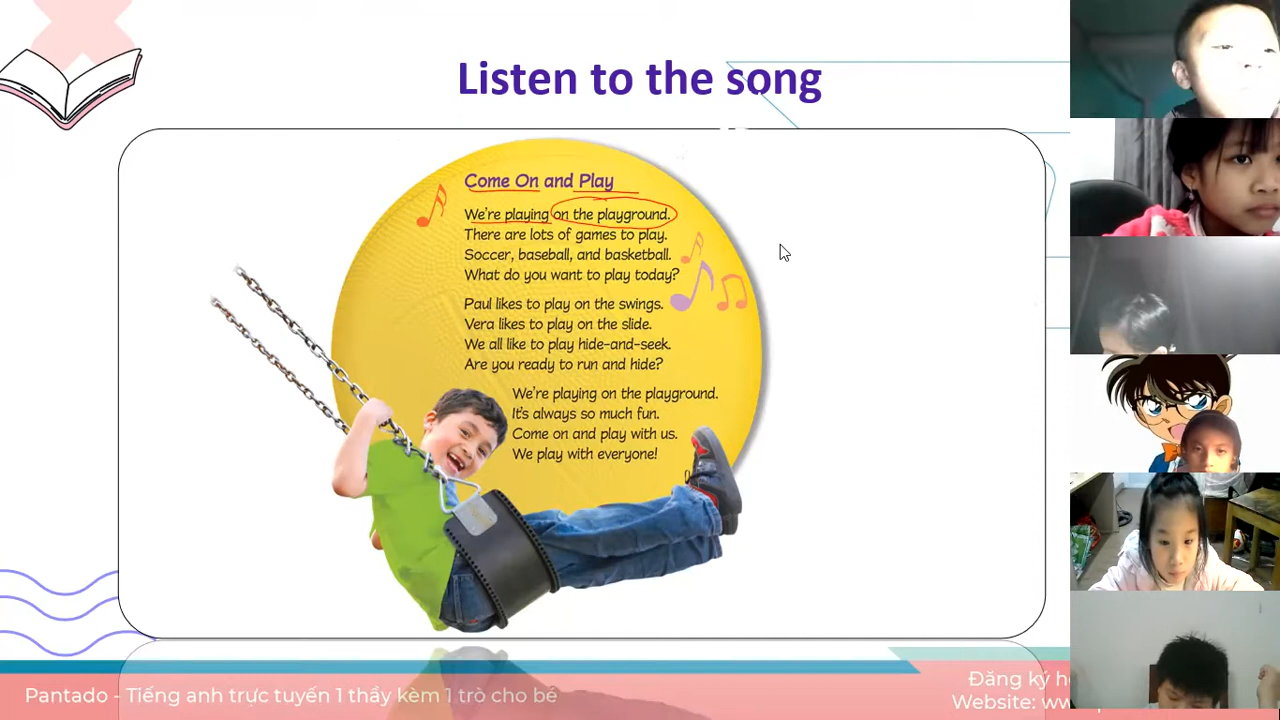 Listen to the song
Come On and Play
We're playing on the playground.
There are lots of games to play.
Soccer, baseball, and basketball.
What do you want to play today?
Paul likes to play on the swings.
Vera likes to play on the slide.
We all like to play hide-and-seek.
Are you ready to run and hide?
We're playing on the playground.
It's always so much fun.
Come on and play with us.
We play with everyone!
Pantado - Tiếng anh trực tuyến 1 thầy kèm 1 trò cho bé
Đăng ký
Website: